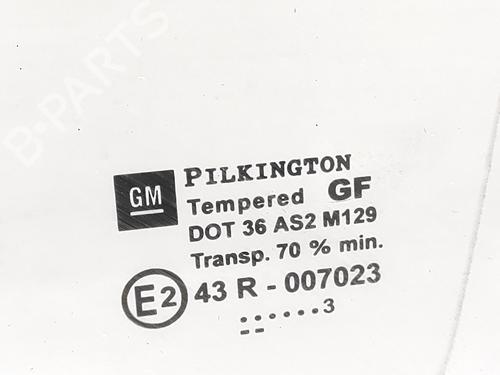 B-PARTS
GM
PILKINGTON
Tempered GF
DOT 36 AS2 M129
Transp. 70 % min.
E2 43 R - 007023
. . . . . . 3